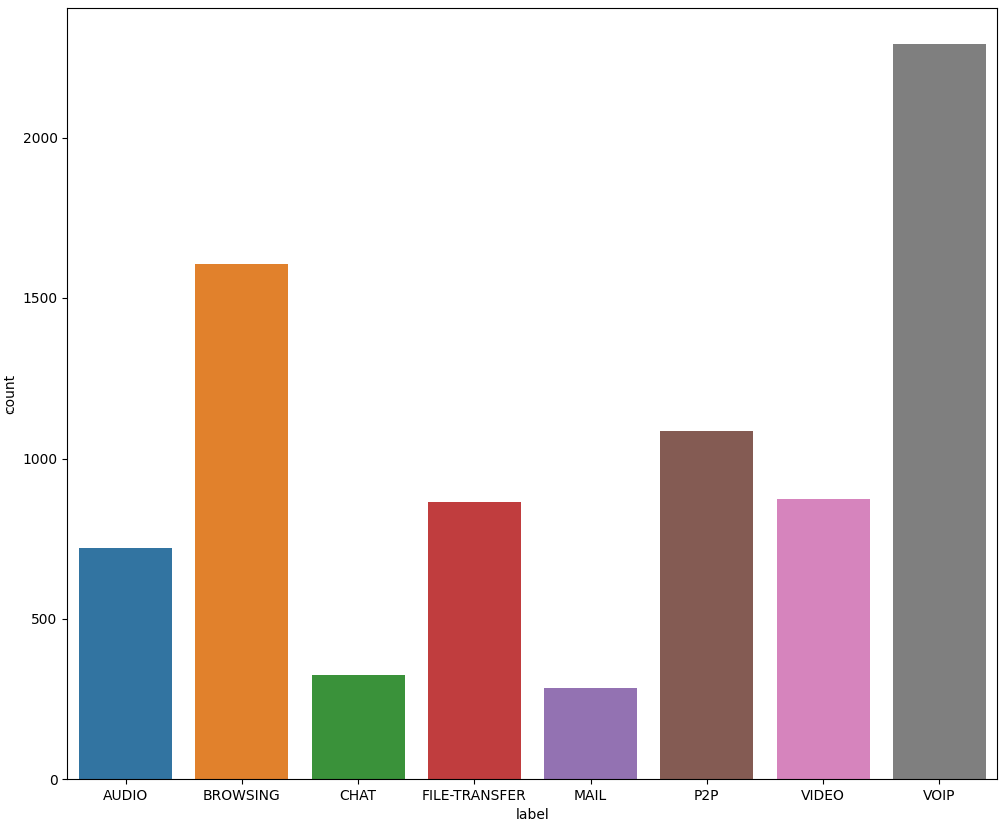 2000
1500
1000
500
0
count
AUDIO BROWSING CHAT FILE-TRANSFER MAIL P2P VIDEO VOIP
label